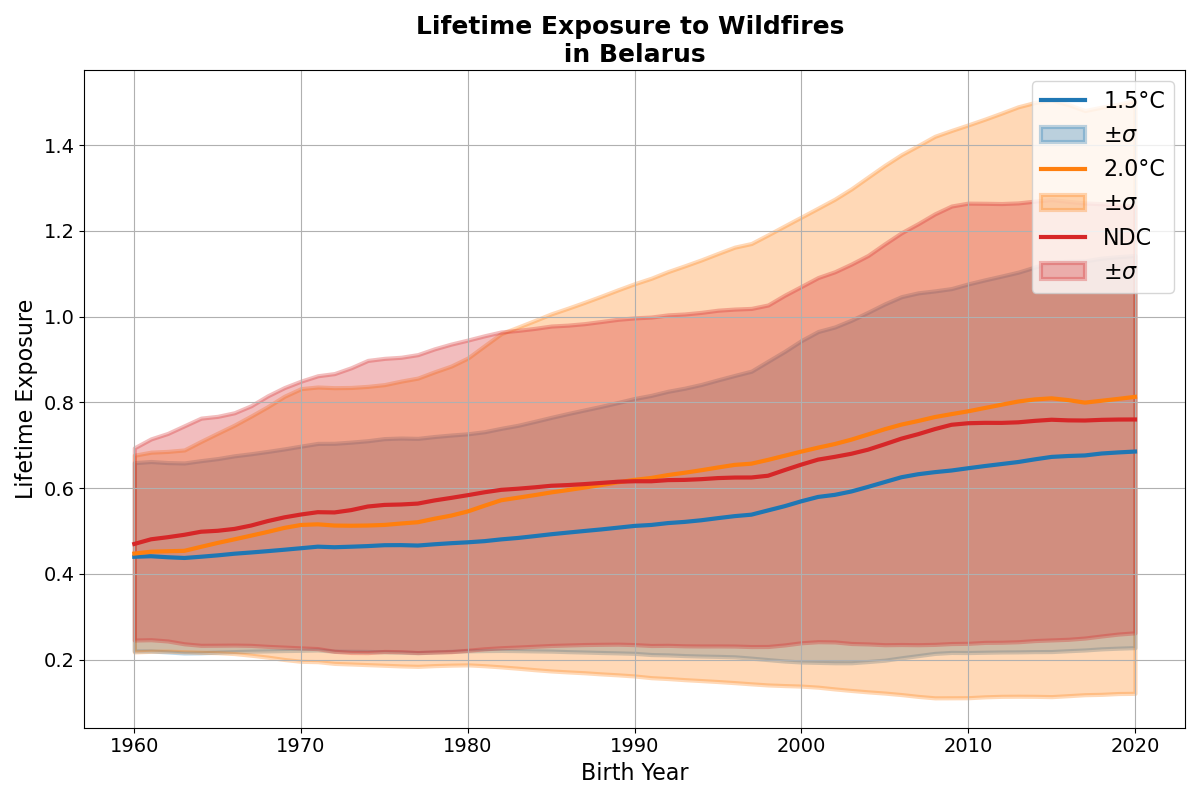 Lifetime Exposure to Wildfires
in Belarus
1.5°C
±σ
2.0°C
±σ
NDC
±σ
Lifetime Exposure
1.4
1.2
1.0
0.8
0.6
0.4
0.2
1960 1970 1980 1990 2000 2010 2020
Birth Year